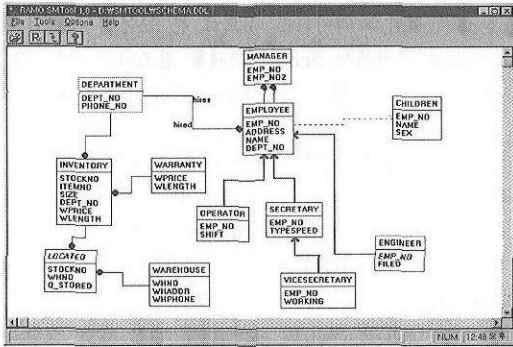 RAMO SMTool 1.0 - D:\SMTOOL\SCHEMA.DDL
File Tools Options Help
MANAGER
EMP_NO
EMP_NO2
DEPARTMENT
DEPT_NO
PHONE_NO
hires
hired
EMPLOYEE
EMP_NO
ADDRESS
NAME
DEPT_NO
CHILDREN
EMP_NO
NAME
SEX
INVENTORY
STOCKNO
ITEMNO
SIZE
DEPT_NO
WPRICE
WLENGTH
WARRANTY
WPRICE
WLENGTH
OPERATOR
EMP_NO
SHIFT
SECRETARY
EMP_NO
TYPESPEED
ENGINEER
EMP_NO
FILED
LOCATED
STOCKNO
WHNO
Q_STORED
WAREHOUSE
WHNO
WHADDR
WHPHONE
VICESECRETARY
EMP_NO
WORKING
NUM